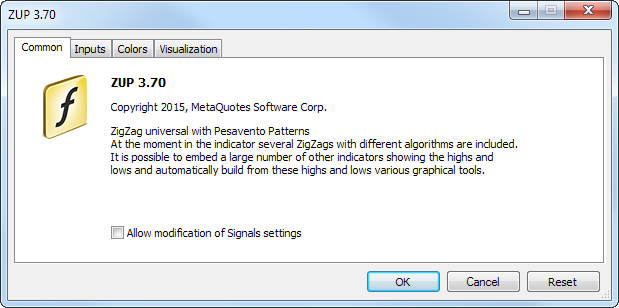 ZUP 3.70
Common Inputs Colors Visualization
ZUP 3.70
Copyright 2015, MetaQuotes Software Corp.
ZigZag universal with Pesavento Patterns
At the moment in the indicator several ZigZags with different algorithms are included.
It is possible to embed a large number of other indicators showing the highs and
lows and automatically build from these highs and lows various graphical tools.
Allow modification of Signals settings
OK Cancel Reset